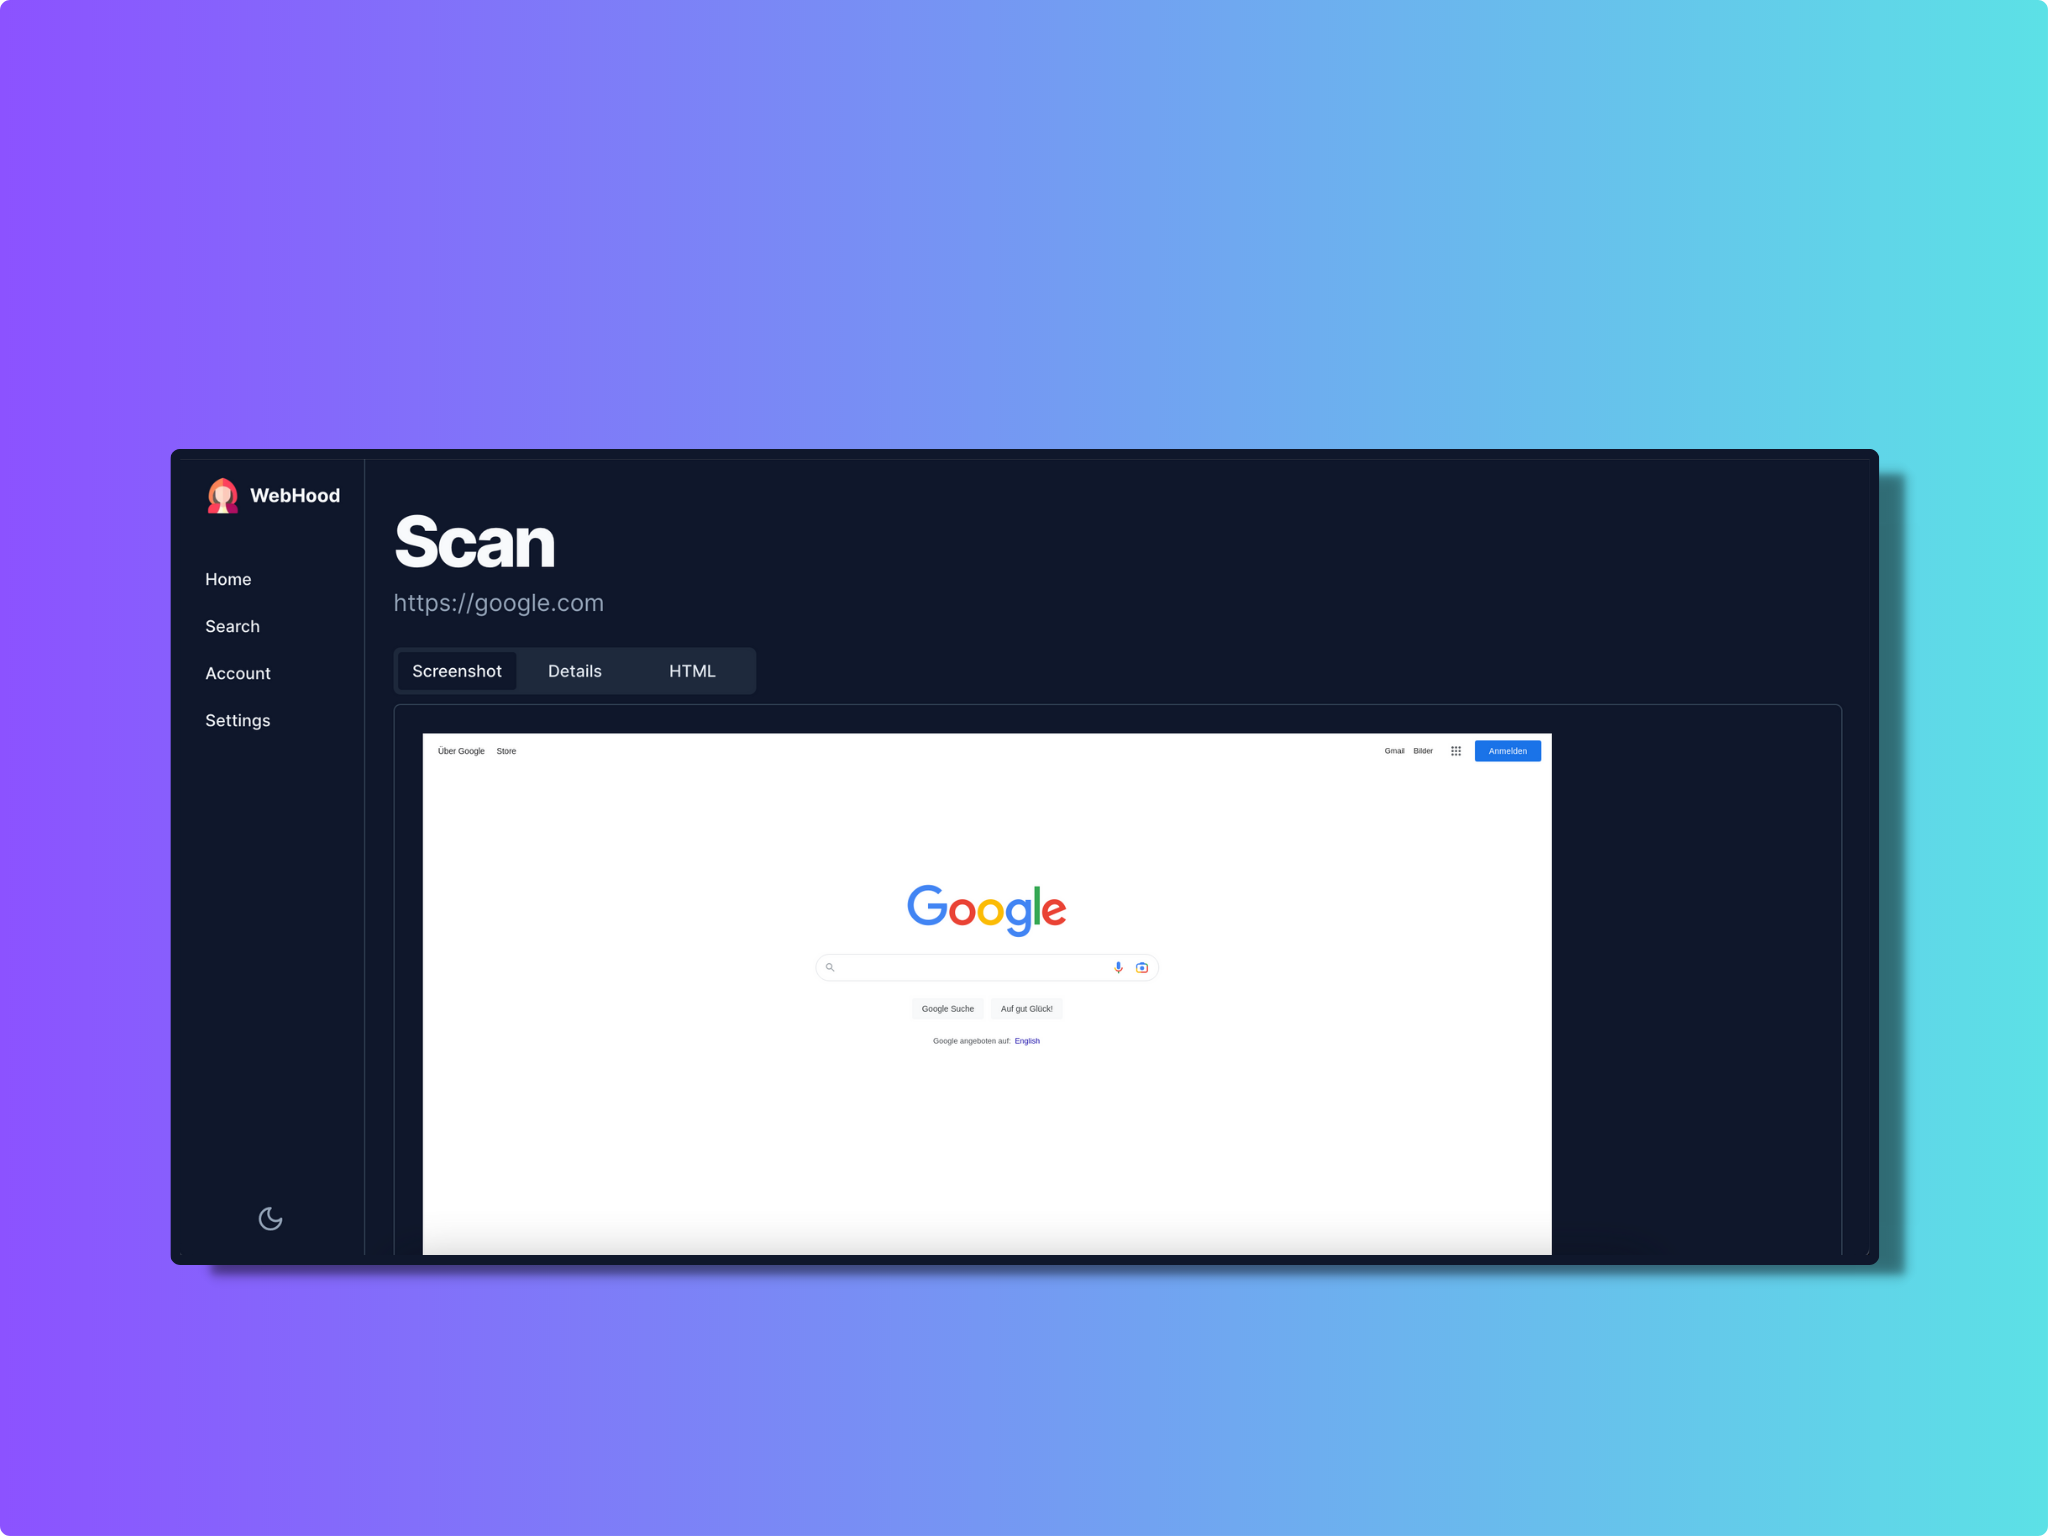 WebHood
Home
Search
Account
Settings
Scan
https://google.com
Screenshot Details HTML
Über Google Store Gmail Bilder Anmelden
Google
Google Suche Auf gut Glück!
Google angeboten auf: English